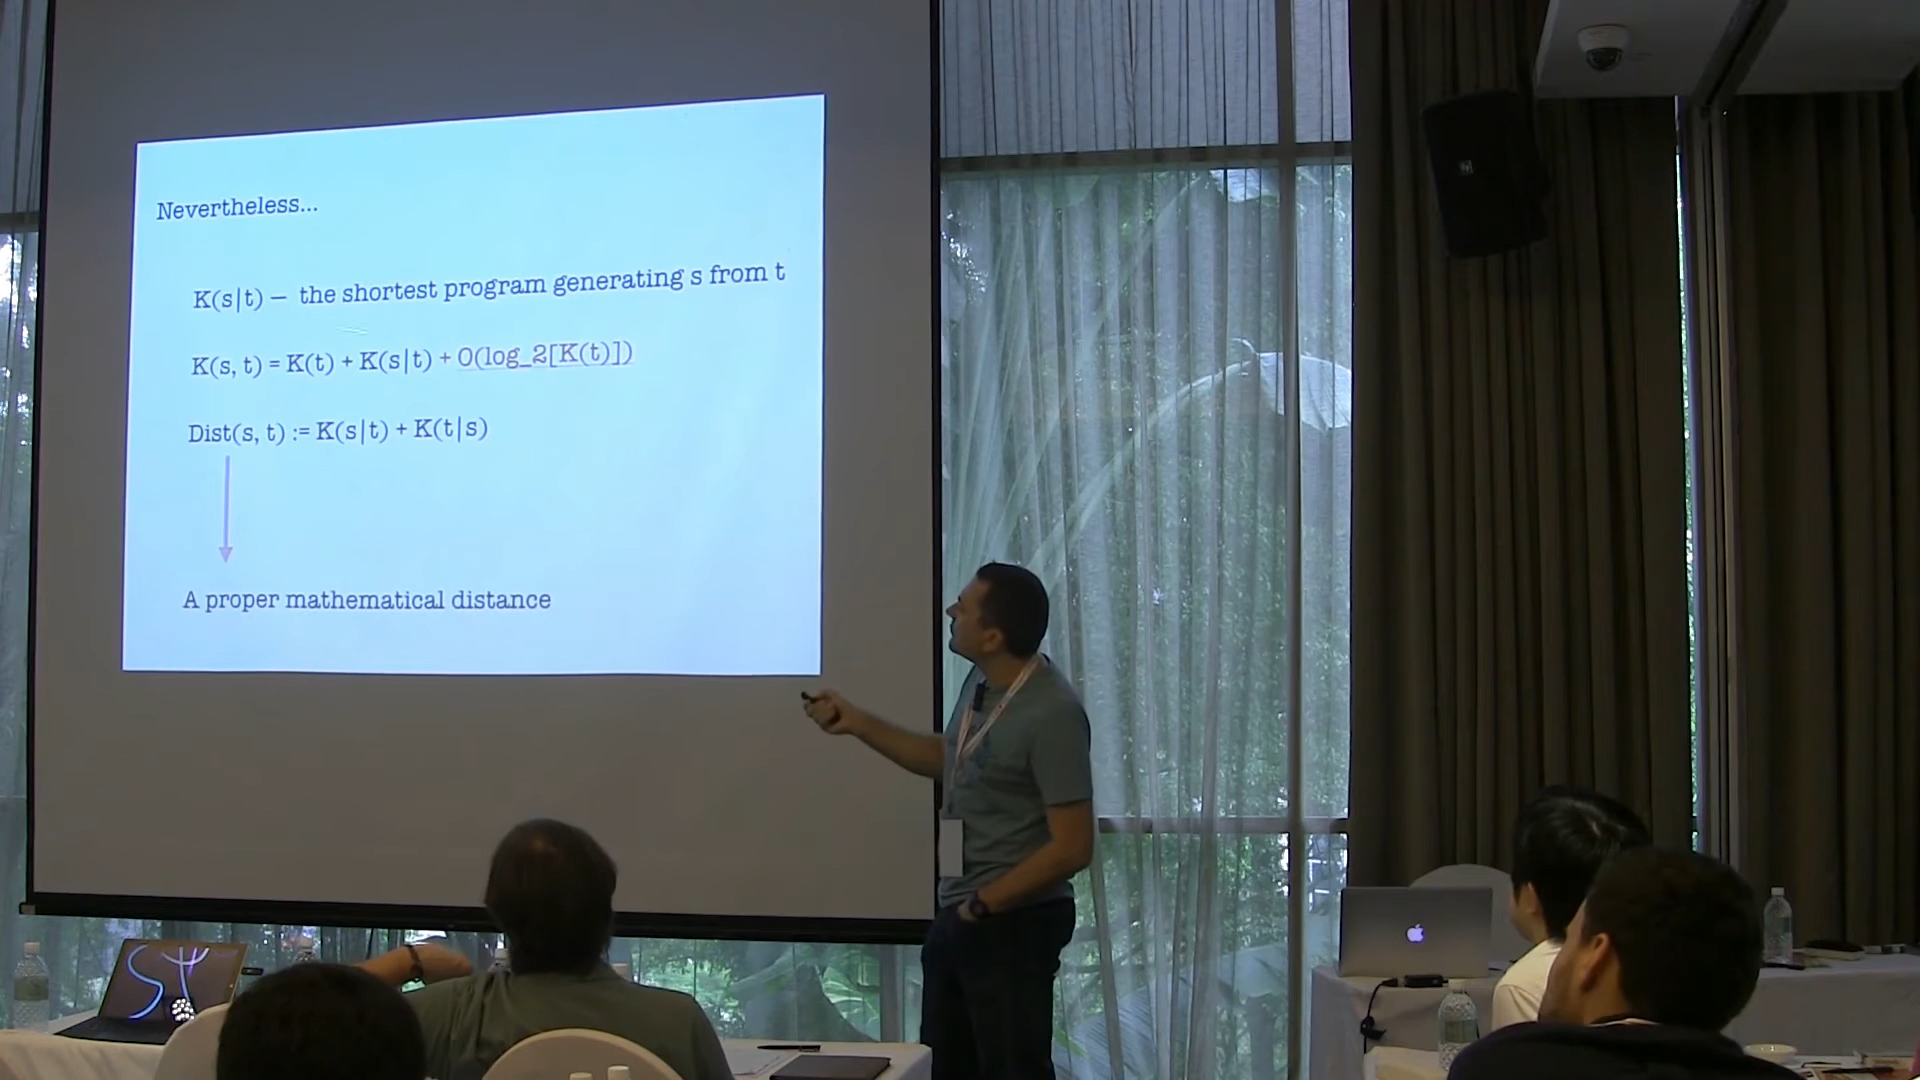 Nevertheless...
K(s|t) — the shortest program generating s from t
K(s, t) = K(t) + K(s|t) + O(log_2[K(t)])
Dist(s, t) := K(s|t) + K(t|s)
A proper mathematical distance